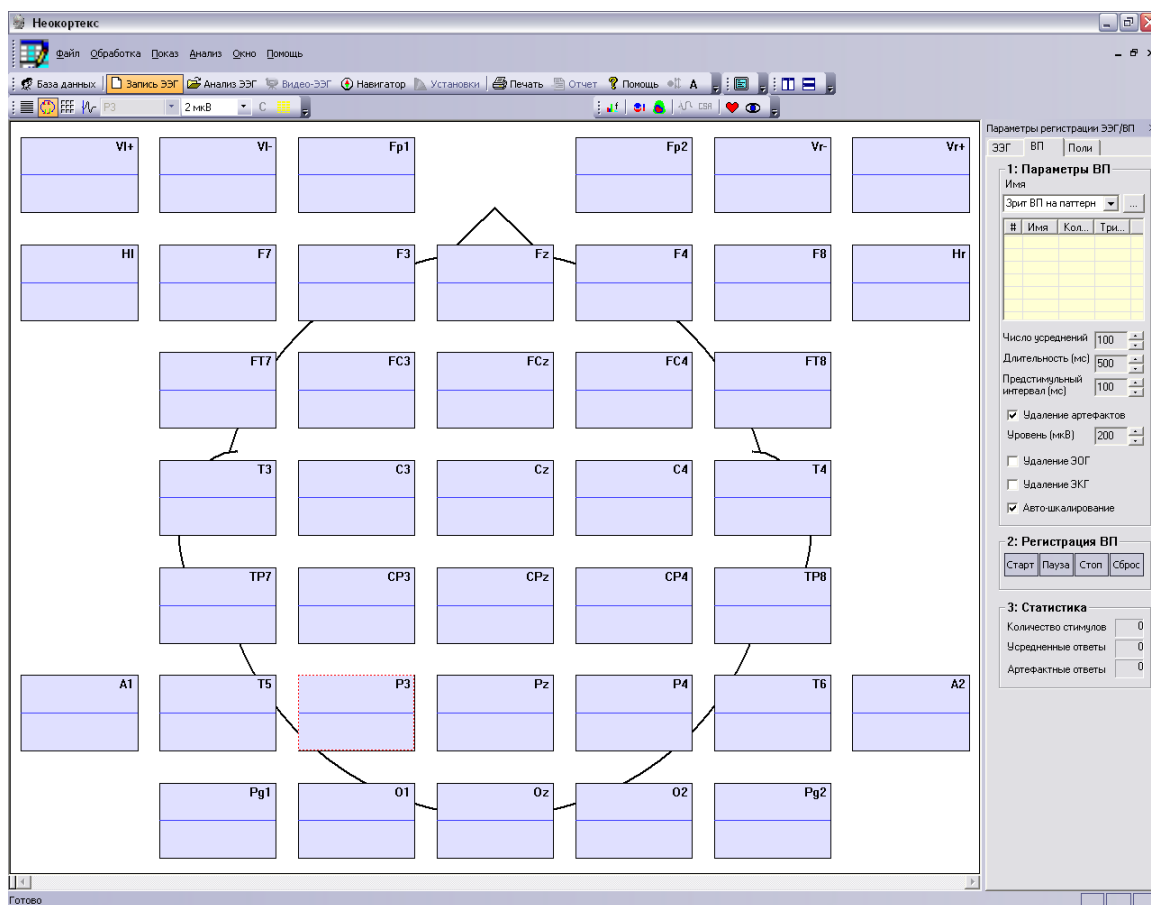 Неокортекс
Файл Обработка Показ Анализ Окно Помощь
База данных Запись ЭЭГ Анализ ЭЭГ Видео-ЭЭГ Навигатор Установки Печать Отчет Помощь A
P3 2 мкВ C CSA
Параметры регистрации ЭЭГ/ВП
ЭЭГ ВП Поли
Vl+ Vl- Fp1 Fp2 Vr- Vr+
Hl F7 F3 Fz F4 F8 Hr
FT7 FC3 FCz FC4 FT8
T3 C3 Cz C4 T4
TP7 CP3 CPz CP4 TP8
A1 T5 P3 Pz P4 T6 A2
Pg1 O1 Oz O2 Pg2
1: Параметры ВП
Имя
Зрит ВП на паттерн ...
# Имя Кол... Три...
Число усреднений 100
Длительность (мс) 500
Предстимульный
интервал (мс) 100
Удаление артефактов
Уровень (мкВ) 200
Удаление ЭОГ
Удаление ЭКГ
Авто-шкалирование
2: Регистрация ВП
Старт Пауза Стоп Сброс
3: Статистика
Количество стимулов 0
Усредненные ответы 0
Артефактные ответы 0
Готово